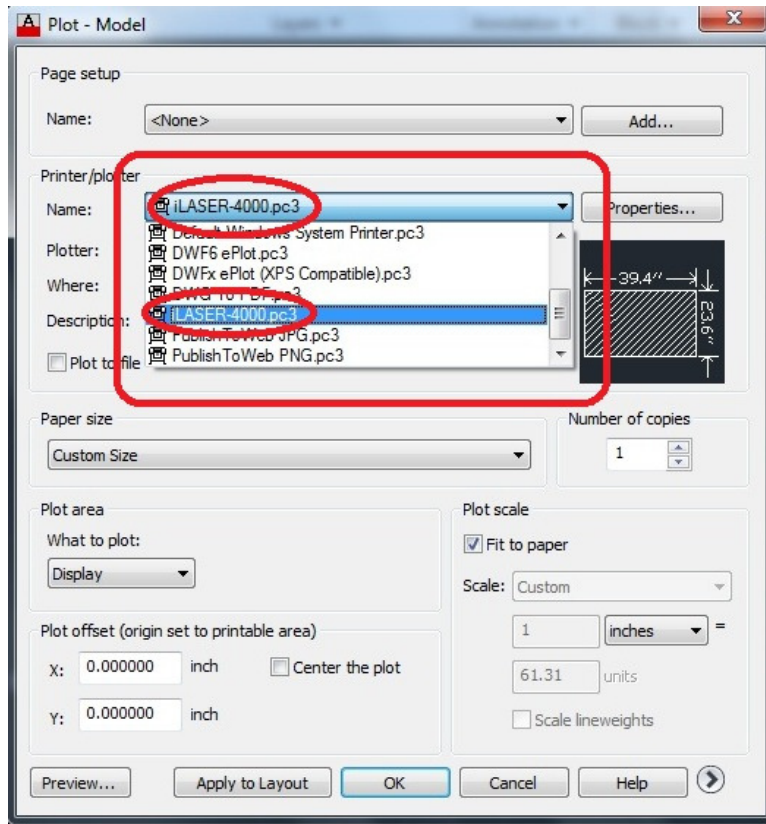 Plot - Model
Page setup
Name: <None> Add...
Printer/plotter
Name: iLASER-4000.pc3 Properties...
Default Windows System Printer.pc3
Plotter: DWF6 ePlot.pc3
DWFx ePlot (XPS Compatible).pc3
Where: DWG To PDF.pc3
Description: iLASER-4000.pc3
PublishToWeb JPG.pc3
Plot to file PublishToWeb PNG.pc3
39.4″
23.6″
Paper size
Custom Size
Number of copies
1
Plot area
What to plot:
Display
Plot scale
Fit to paper
Scale: Custom
1 inches =
61.31 units
Scale lineweights
Plot offset (origin set to printable area)
X: 0.000000 inch Center the plot
Y: 0.000000 inch
Preview... Apply to Layout OK Cancel Help